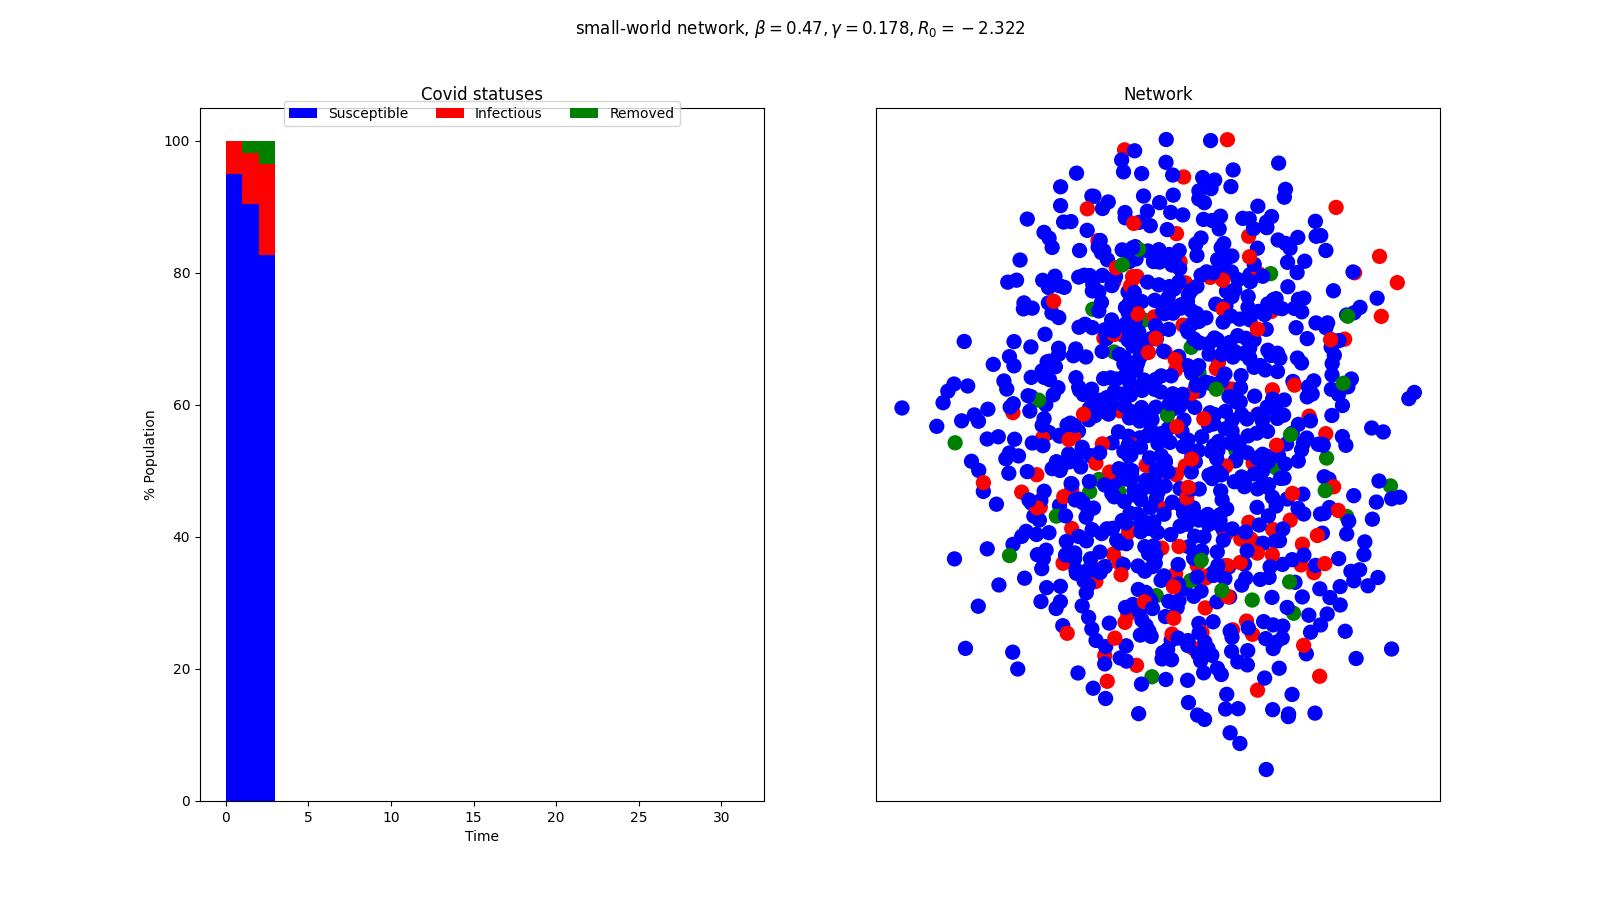 small-world network, β = 0.47, γ = 0.178, R₀ = − 2.322
Covid statuses
Susceptible Infectious Removed
100
80
60
40
20
0
% Population
0 5 10 15 20 25 30
Time
Network